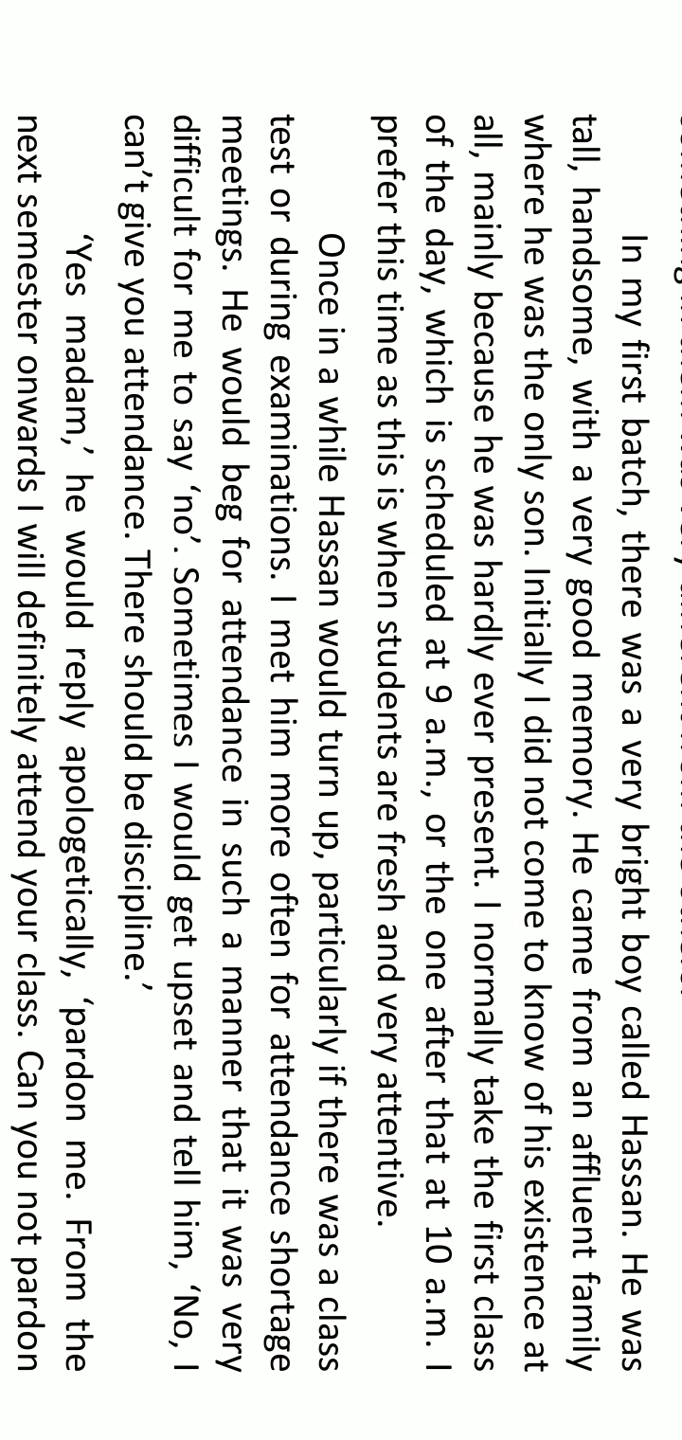 In my first batch, there was a very bright boy called Hassan. He was
tall, handsome, with a very good memory. He came from an affluent family
where he was the only son. Initially I did not come to know of his existence at
all, mainly because he was hardly ever present. I normally take the first class
of the day, which is scheduled at 9 a.m., or the one after that at 10 a.m. I
prefer this time as this is when students are fresh and very attentive.
Once in a while Hassan would turn up, particularly if there was a class
test or during examinations. I met him more often for attendance shortage
meetings. He would beg for attendance in such a manner that it was very
difficult for me to say ‘no’. Sometimes I would get upset and tell him, ‘No, I
can’t give you attendance. There should be discipline.’
‘Yes madam,’ he would reply apologetically, ‘pardon me. From the
next semester onwards I will definitely attend your class. Can you not pardon